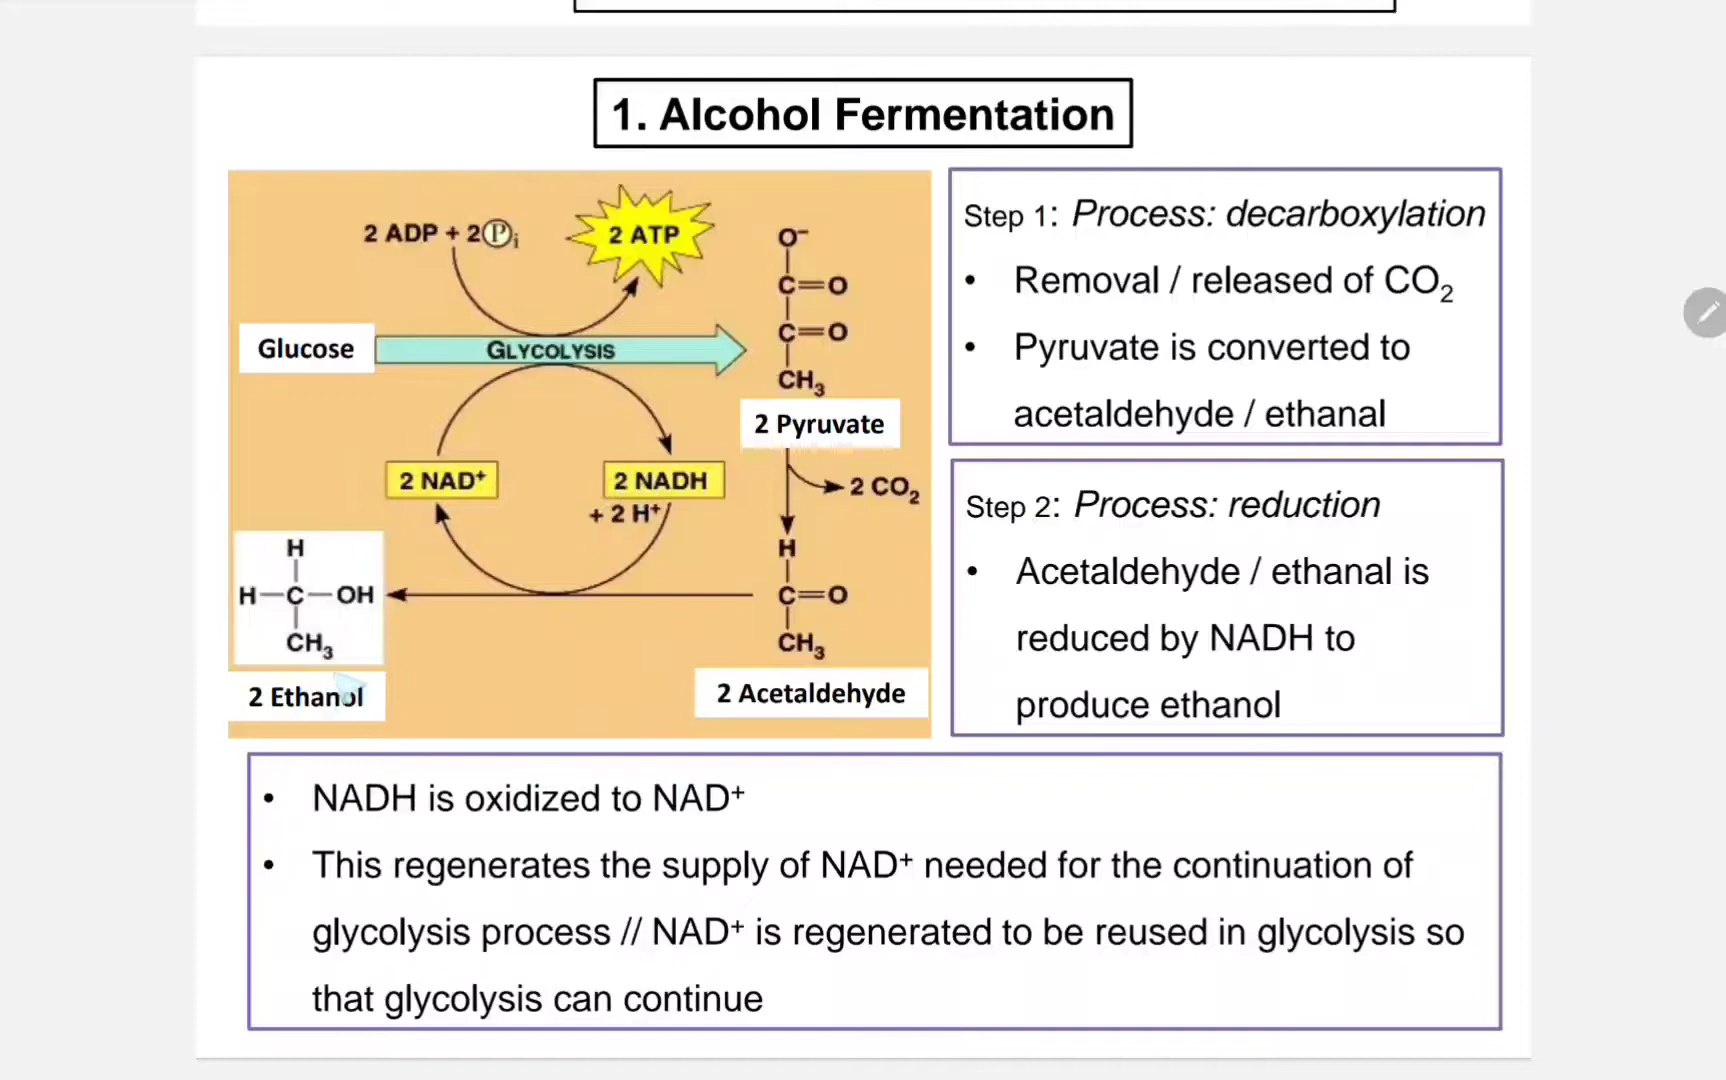 1. Alcohol Fermentation
2 ADP + 2 Pi
2 ATP
Glucose
GLYCOLYSIS
O⁻
C=O
C=O
CH₃
2 Pyruvate
2 NAD⁺
2 NADH
+ 2 H⁺
2 CO₂
H
H–C–OH
CH₃
2 Ethanol
H
C=O
CH₃
2 Acetaldehyde
Step 1: Process: decarboxylation
• Removal / released of CO₂
• Pyruvate is converted to
acetaldehyde / ethanal
Step 2: Process: reduction
• Acetaldehyde / ethanal is
reduced by NADH to
produce ethanol
• NADH is oxidized to NAD⁺
• This regenerates the supply of NAD⁺ needed for the continuation of
glycolysis process // NAD⁺ is regenerated to be reused in glycolysis so
that glycolysis can continue